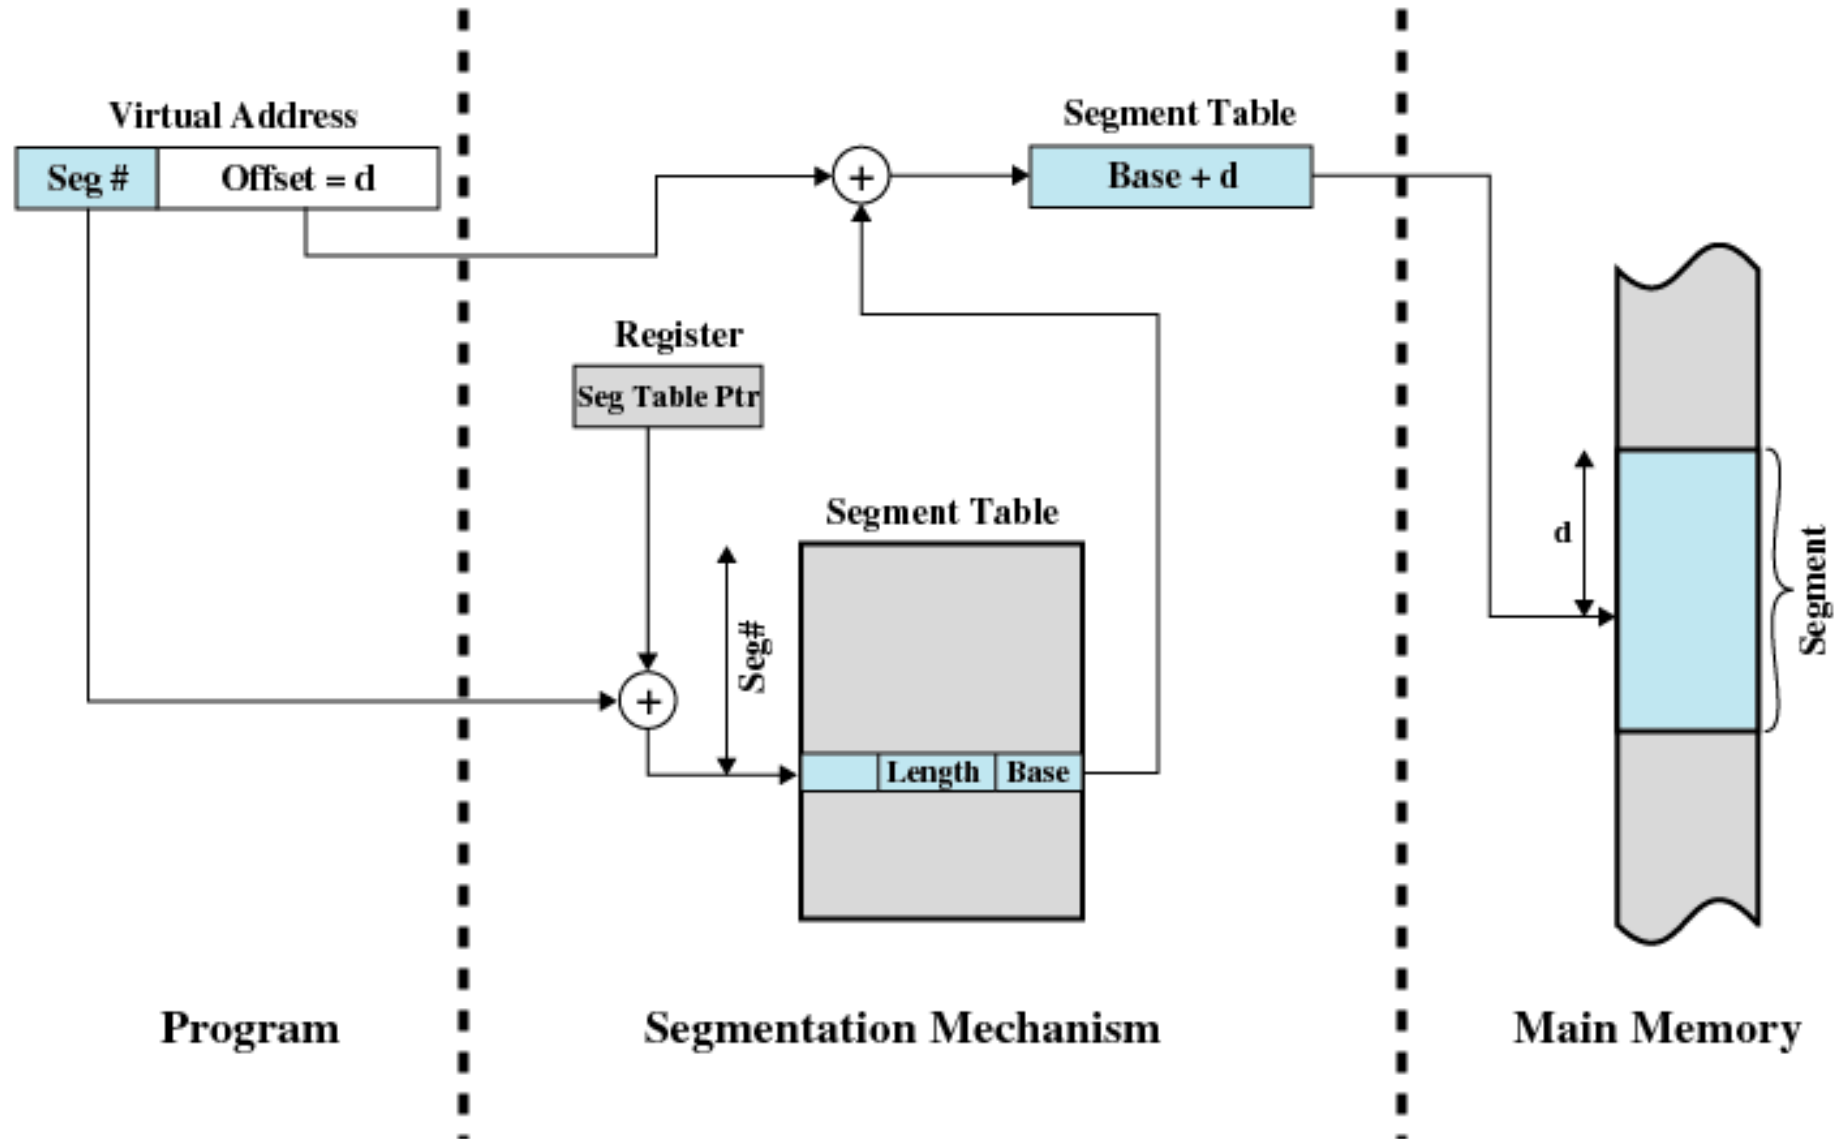 Virtual Address
Seg #
Offset = d
+
Segment Table
Base + d
Register
Seg Table Ptr
+
Segment Table
Seg#
Length
Base
d
Segment
Program
Segmentation Mechanism
Main Memory